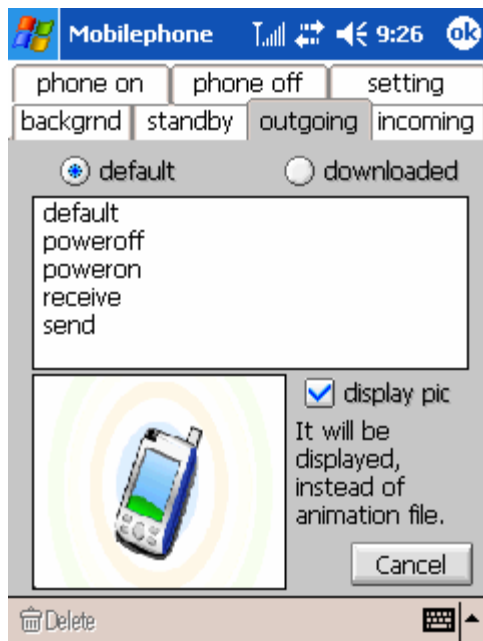 Mobilephone 9:26 ok
phone on phone off setting
backgrnd standby outgoing incoming
default downloaded
default
poweroff
poweron
receive
send
display pic
It will be
displayed,
instead of
animation file.
Cancel
Delete